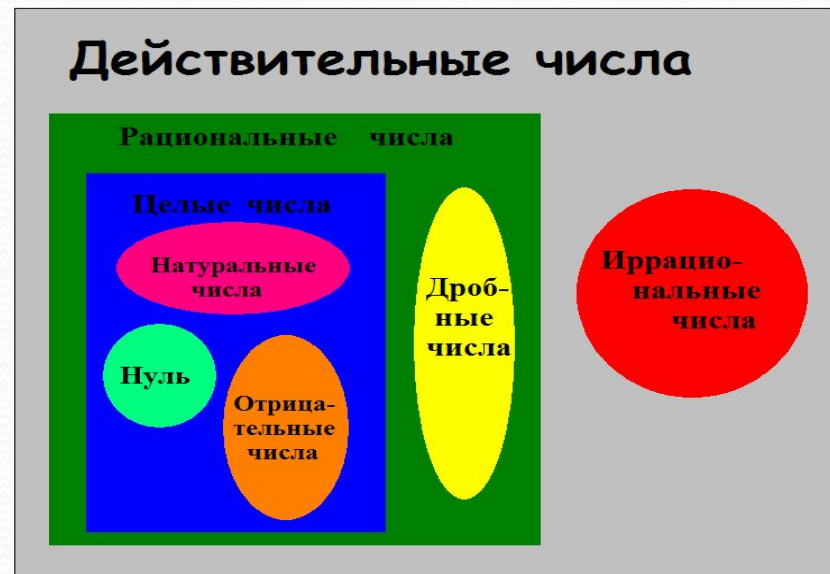 Действительные числа
Рациональные числа
Целые числа
Натуральные
числа
Нуль
Отрица-
тельные
числа
Дроб-
ные
числа
Иррацио-
нальные
числа